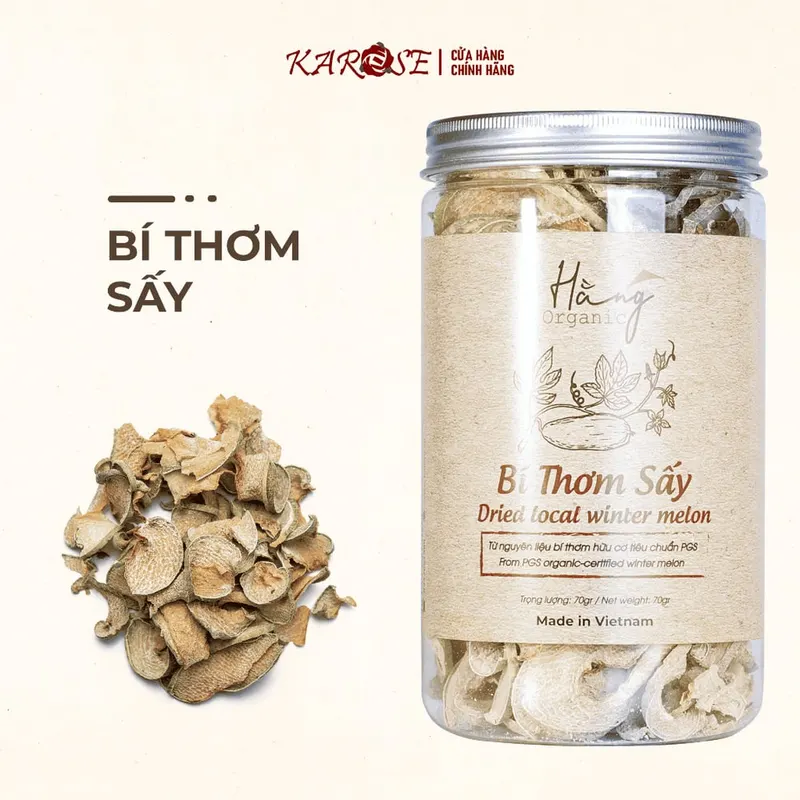 KAROSE
CỬA HÀNG
CHÍNH HÃNG
BÍ THƠM
SẤY
Hằng
Organic
Bí Thơm Sấy
Dried local winter melon
Từ nguyên liệu bí thơm hữu cơ tiêu chuẩn PGS
From PGS organic-certified winter melon
Trọng lượng: 70gr / Net weight: 70gr
Made in Vietnam